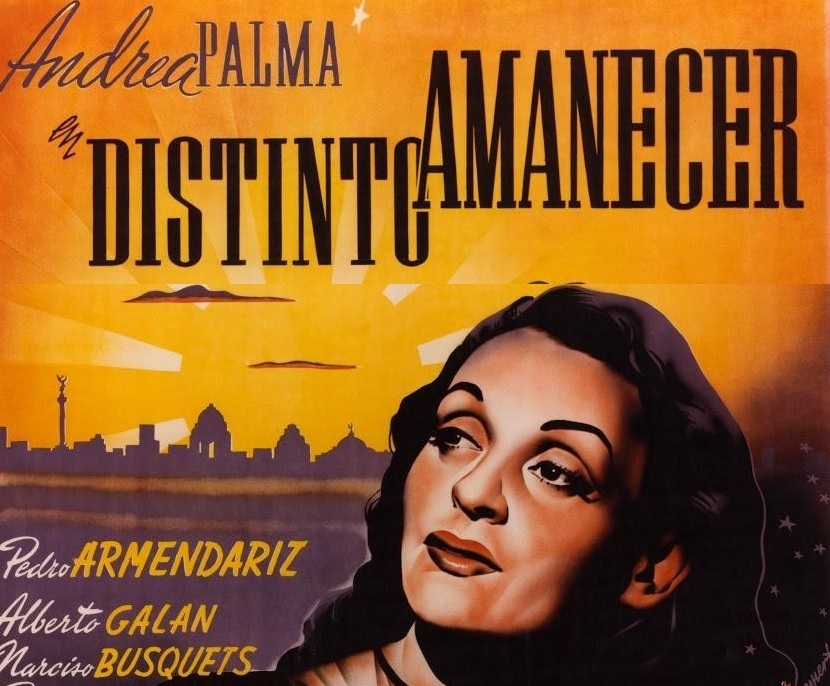 Andrea PALMA
en
DISTINTO AMANECER
Pedro ARMENDARIZ
Alberto GALAN
Narciso BUSQUETS